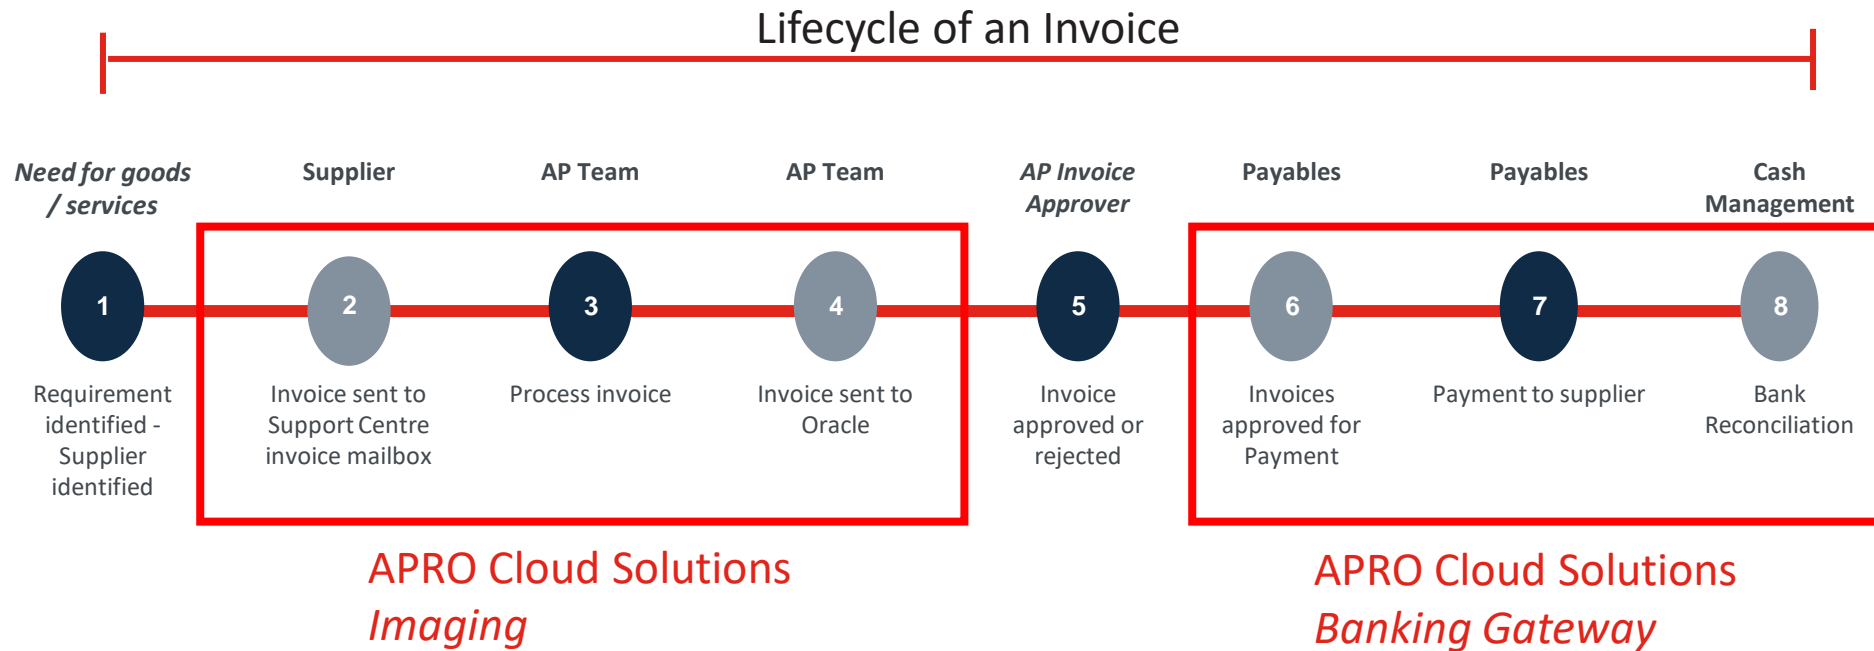 Lifecycle of an Invoice
Need for goods
/ services
Supplier
AP Team
AP Team
AP Invoice
Approver
Payables
Payables
Cash
Management
1
2
3
4
5
6
7
8
Requirement
identified -
Supplier
identified
Invoice sent to
Support Centre
invoice mailbox
Process invoice
Invoice sent to
Oracle
Invoice
approved or
rejected
Invoices
approved for
Payment
Payment to supplier
Bank
Reconciliation
APRO Cloud Solutions
Imaging
APRO Cloud Solutions
Banking Gateway